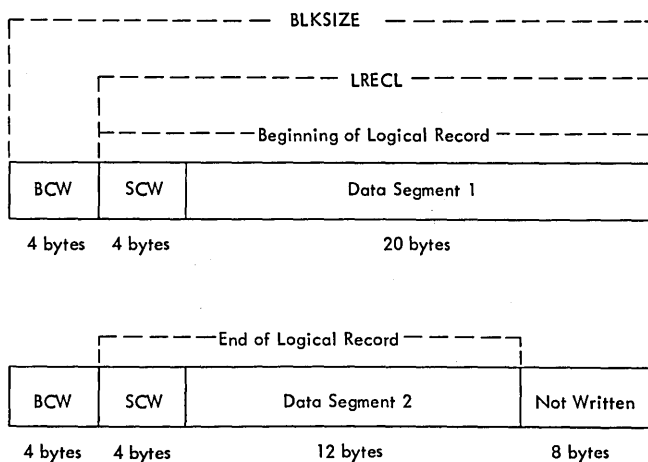 BLKSIZE
LRECL
Beginning of Logical Record
BCW SCW Data Segment 1
4 bytes 4 bytes 20 bytes
End of Logical Record
BCW SCW Data Segment 2 Not Written
4 bytes 4 bytes 12 bytes 8 bytes